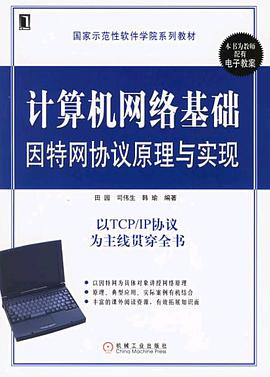 国家示范性软件学院系列教材
本书为教师
配有
电子教案
计算机网络基础
因特网协议原理与实现
田园 司伟生 韩瑜 编著
以TCP/IP协议
为主线贯穿全书
以因特网为具体对象讲授网络原理
原理、典型应用、实际案例有机结合
丰富的课外阅读资源，有效拓展知识面
机械工业出版社
China Machine Press